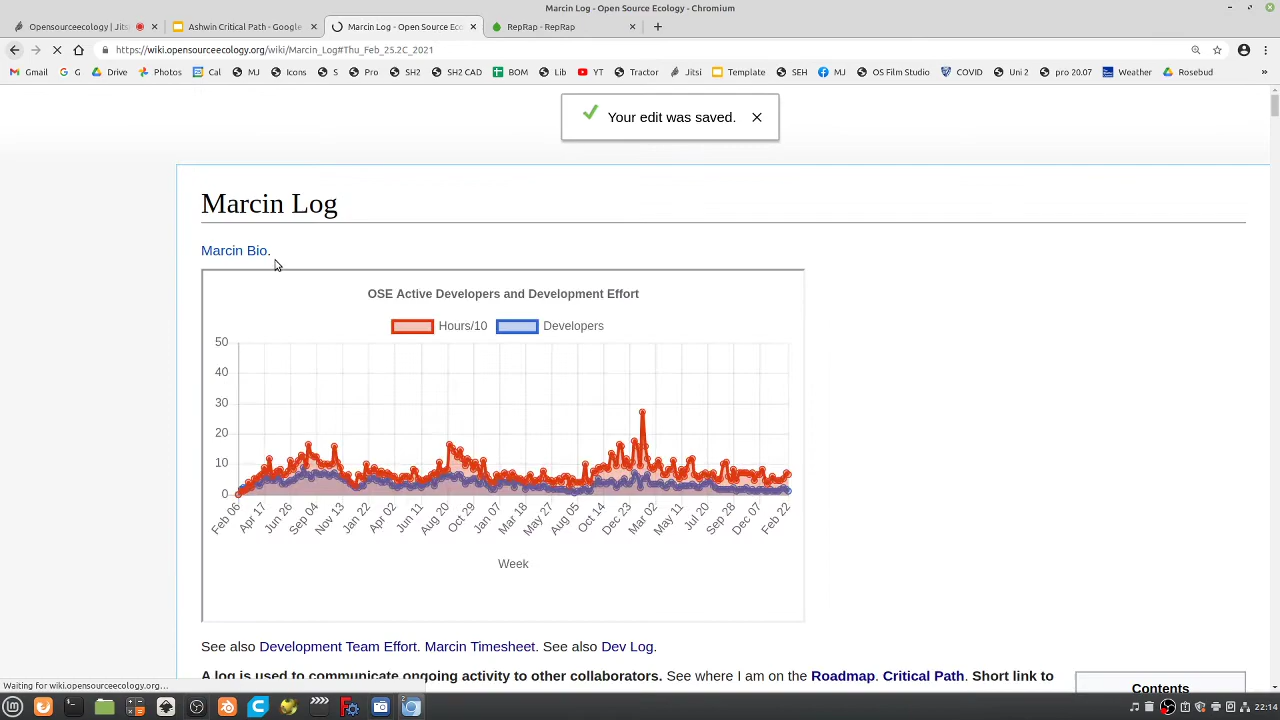 Marcin Log - Open Source Ecology - Chromium
Opensourceecology | Jits
Ashwin Critical Path - Google
Marcin Log - Open Source Eco
RepRap - RepRap
https://wiki.opensourceecology.org/wiki/Marcin_Log#Thu_Feb_25.2C_2021
Gmail G Drive Photos Cal MJ Icons S Pro SH2 SH2 CAD BOM Lib YT Tractor Jitsi Template SEH MJ OS Film Studio COVID Uni 2 pro 20.07 Weather Rosebud »
Your edit was saved.
Marcin Log
Marcin Bio.
OSE Active Developers and Development Effort
Hours/10 Developers
50
40
30
20
10
0
Feb 06 Apr 17 Jun 26 Sep 04 Nov 13 Jan 22 Apr 02 Jun 11 Aug 20 Oct 29 Jan 07 Mar 18 May 27 Aug 05 Oct 14 Dec 23 Mar 02 May 11 Jul 20 Sep 28 Dec 07 Feb 22
Week
See also Development Team Effort. Marcin Timesheet. See also Dev Log.
A log is used to communicate ongoing activity to other collaborators. See where I am on the Roadmap. Critical Path. Short link to
Contents
Waiting for wiki.opensourceecology.org...
22:14